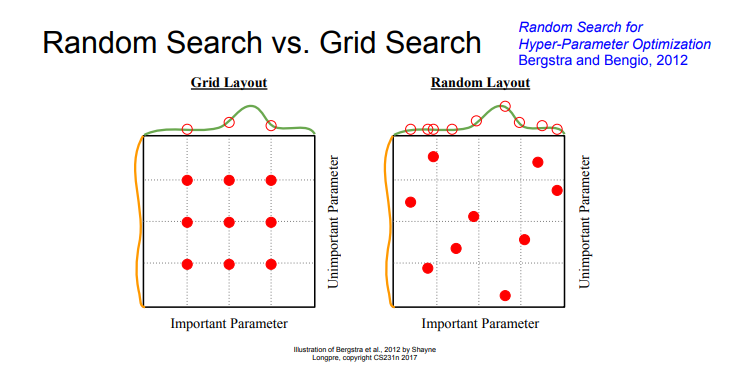 Random Search vs. Grid Search
Random Search for
Hyper-Parameter Optimization
Bergstra and Bengio, 2012
Grid Layout
Random Layout
Unimportant Parameter
Unimportant Parameter
Important Parameter
Important Parameter
Illustration of Bergstra et al., 2012 by Shayne
Longpre, copyright CS231n 2017